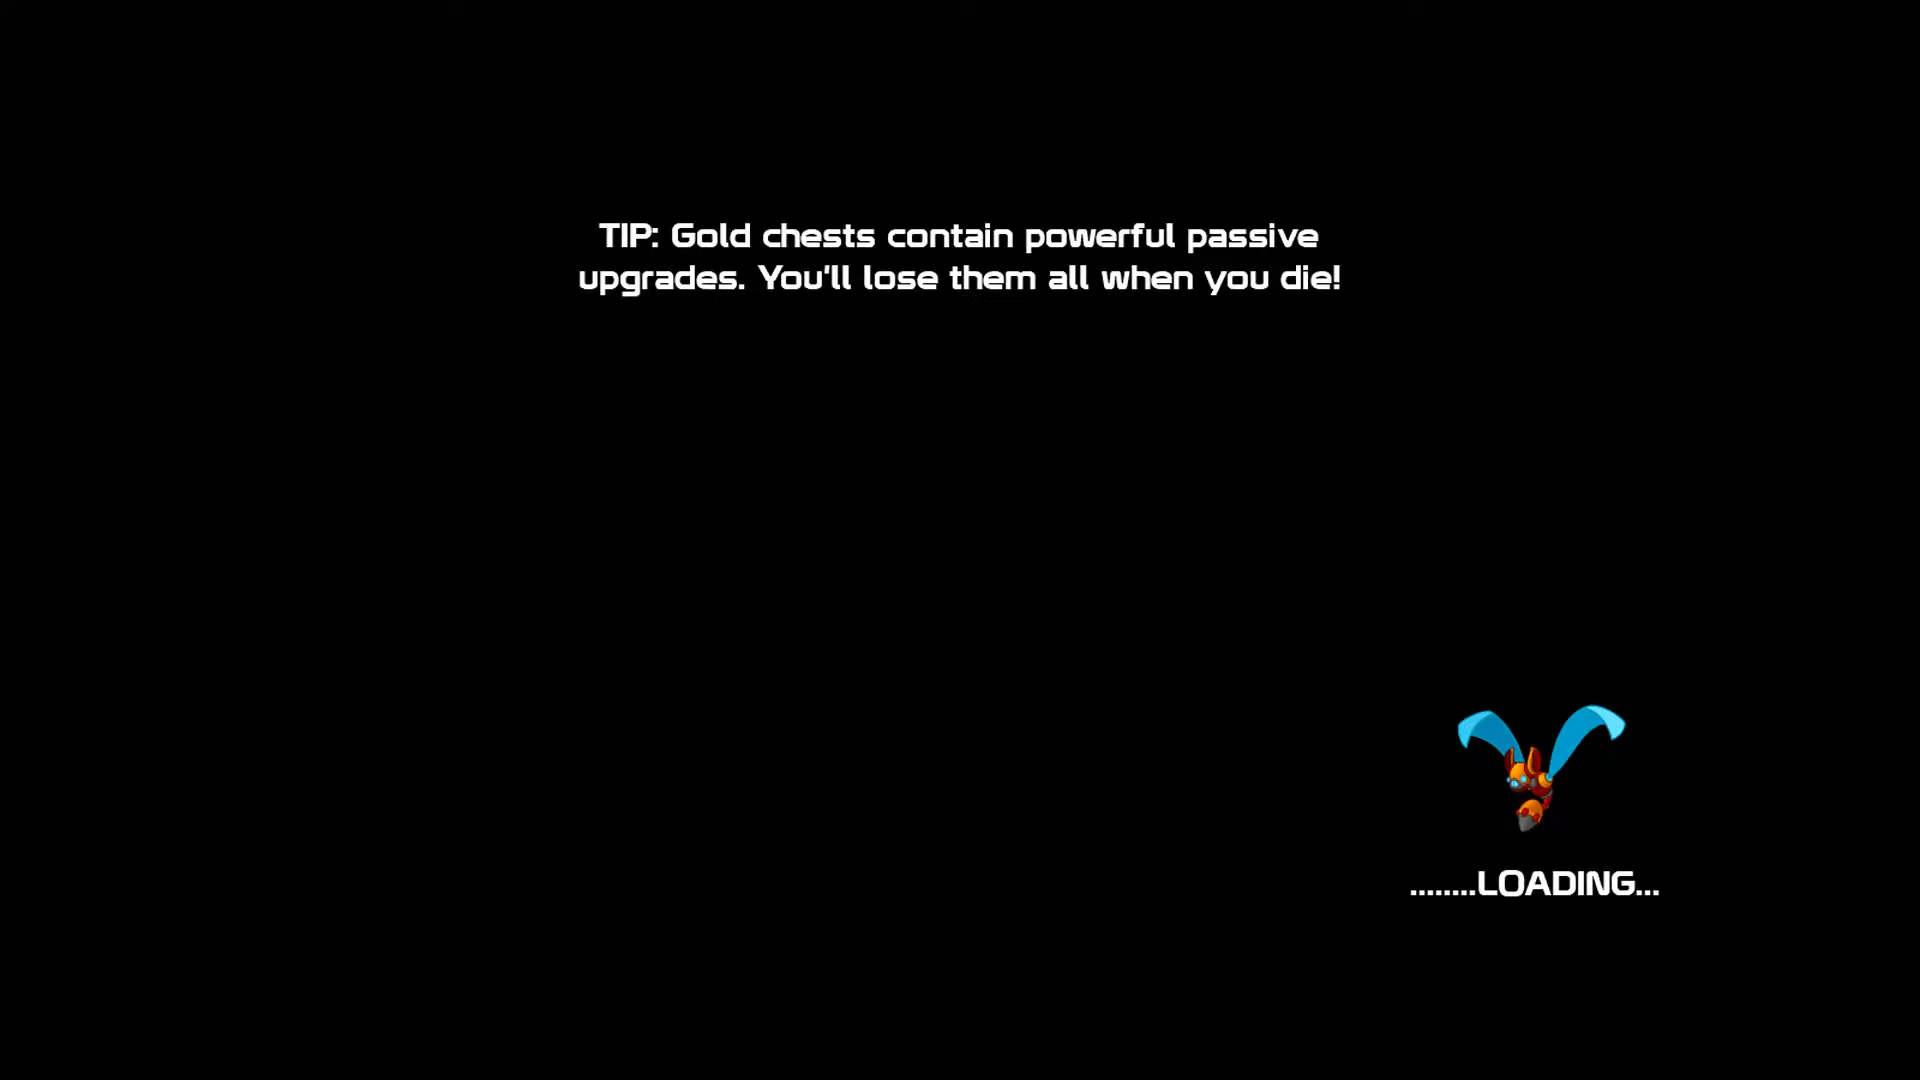 TIP: Gold chests contain powerful passive
upgrades. You'll lose them all when you die!
........LOADING...